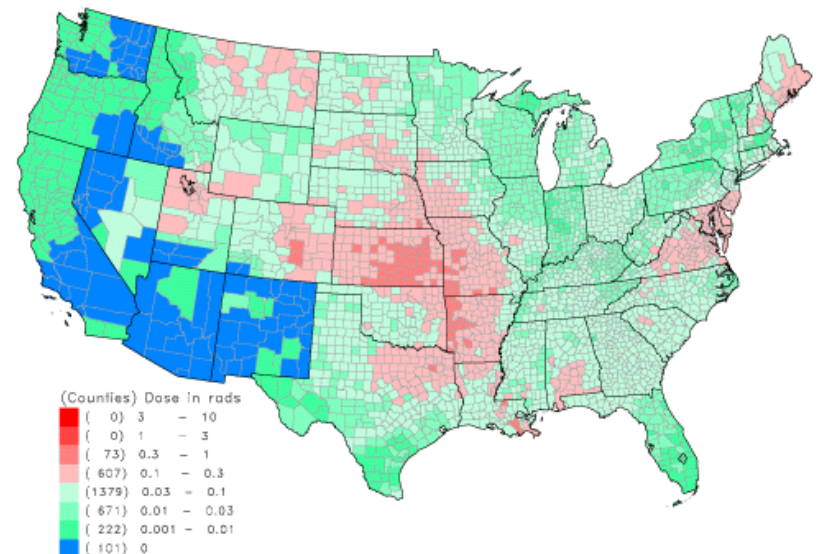 (Counties) Dose in rads
( 0) 3 - 10
( 0) 1 - 3
( 73) 0.3 - 1
( 607) 0.1 - 0.3
(1379) 0.03 - 0.1
( 671) 0.01 - 0.03
( 222) 0.001 - 0.01
( 101) 0